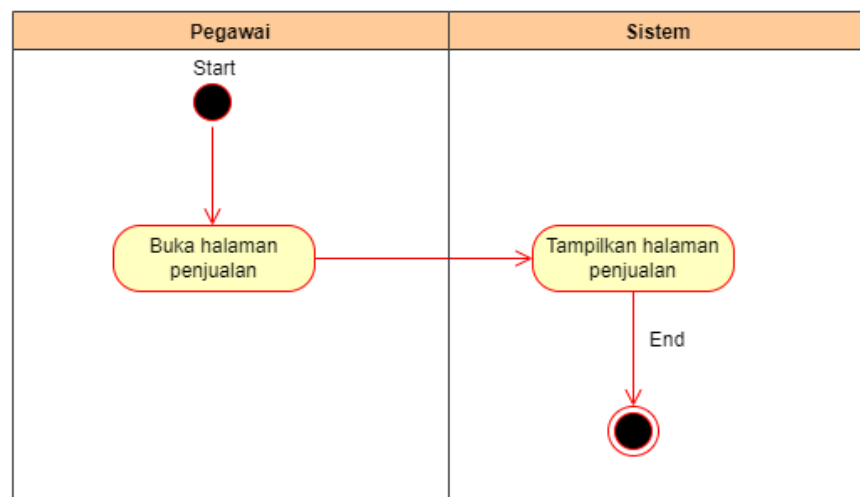 Pegawai
Sistem
Start
Buka halaman
penjualan
Tampilkan halaman
penjualan
End